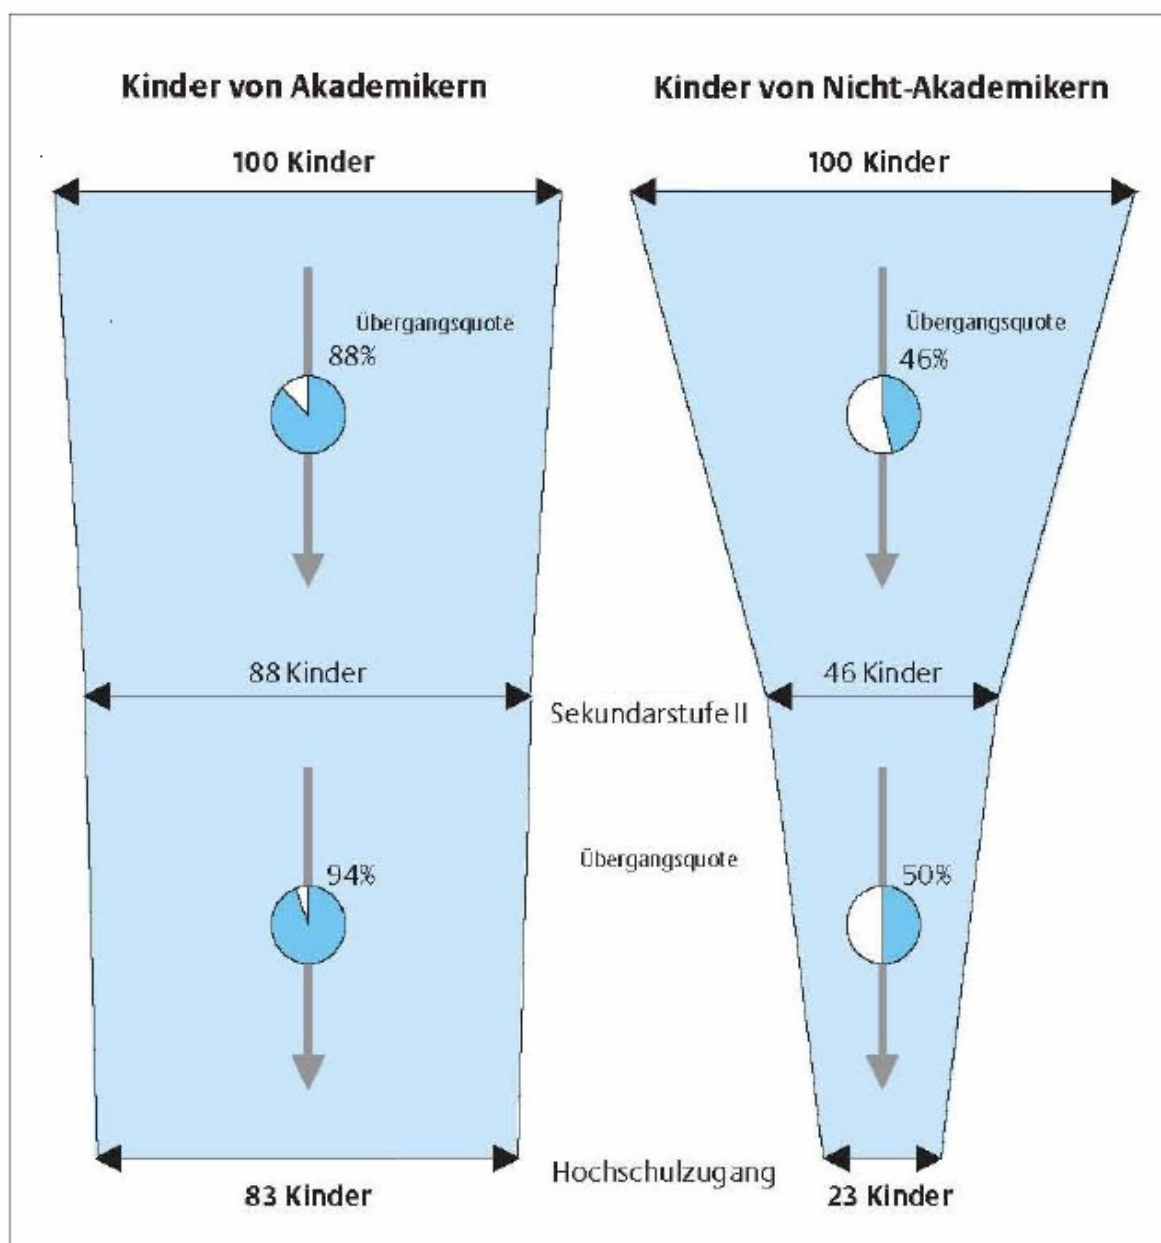 Kinder von Akademikern
Kinder von Nicht-Akademikern
100 Kinder
100 Kinder
Übergangsquote
88%
Übergangsquote
46%
88 Kinder
46 Kinder
Sekundarstufe II
Übergangsquote
94%
50%
Hochschulzugang
83 Kinder
23 Kinder